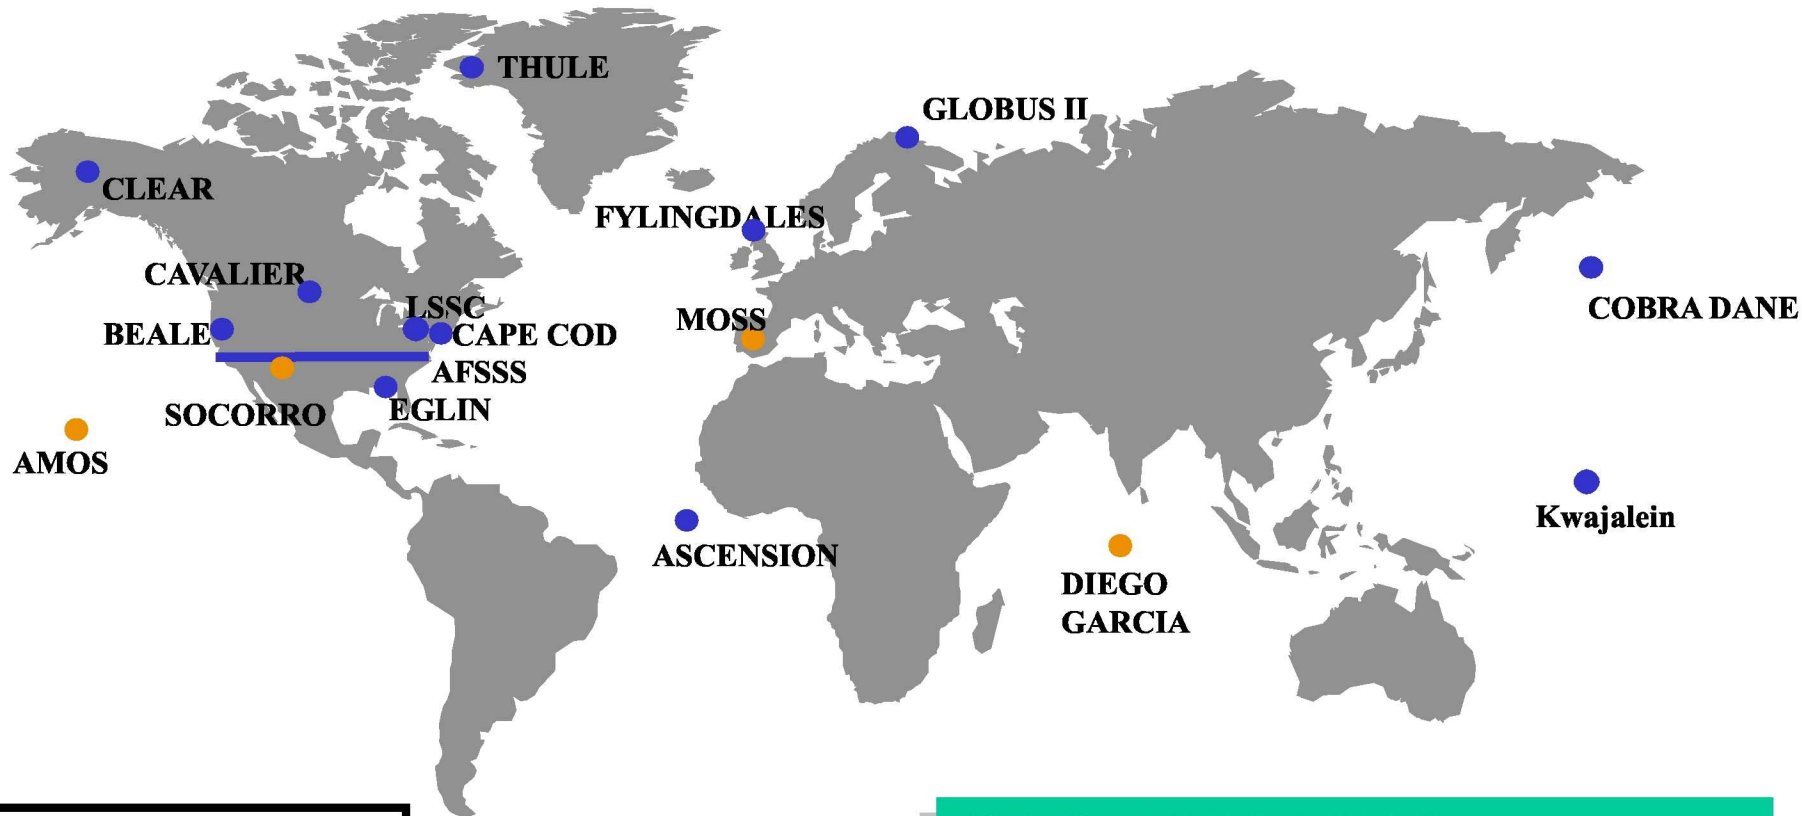 THULE
GLOBUS II
CLEAR
FYLINGDALES
CAVALIER
LSSC
COBRA DANE
MOSS
BEALE
CAPE COD
AFSSS
SOCORRO
EGLIN
AMOS
Kwajalein
ASCENSION
DIEGO
GARCIA